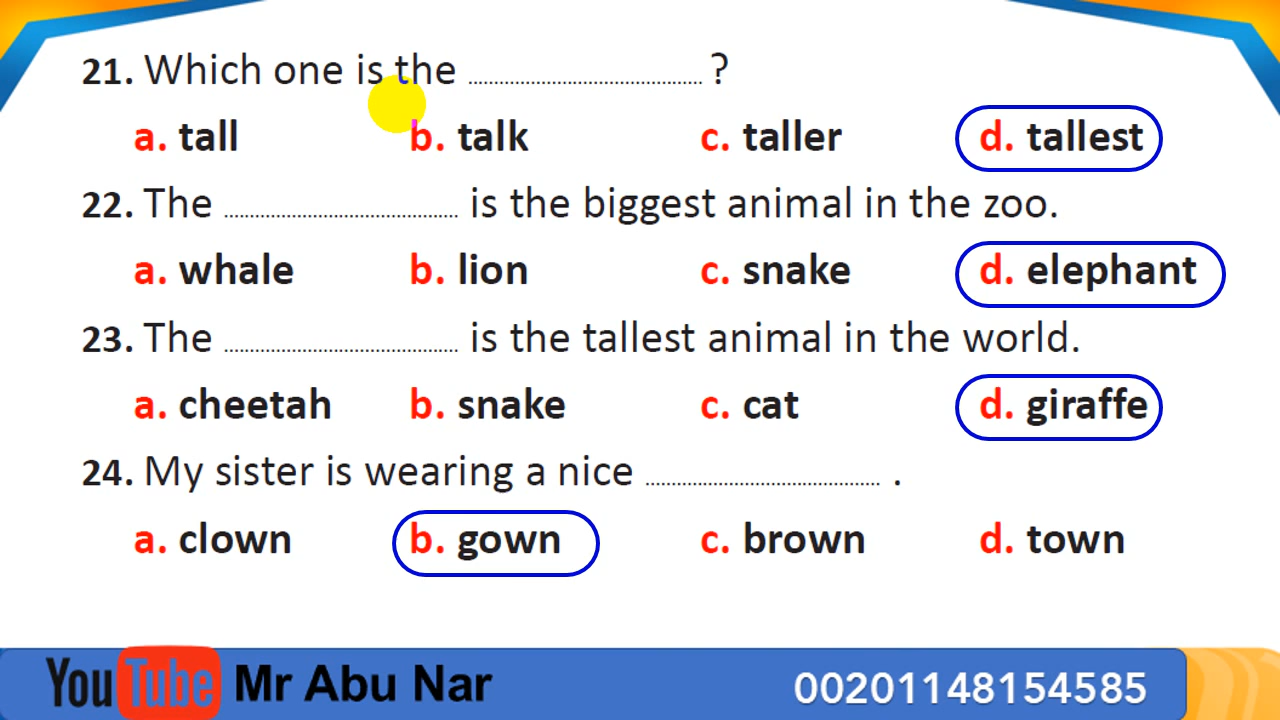 21. Which one is the .......................................... ?
a. tall b. talk c. taller d. tallest
22. The .......................................... is the biggest animal in the zoo.
a. whale b. lion c. snake d. elephant
23. The .......................................... is the tallest animal in the world.
a. cheetah b. snake c. cat d. giraffe
24. My sister is wearing a nice .......................................... .
a. clown b. gown c. brown d. town
YouTube Mr Abu Nar 00201148154585